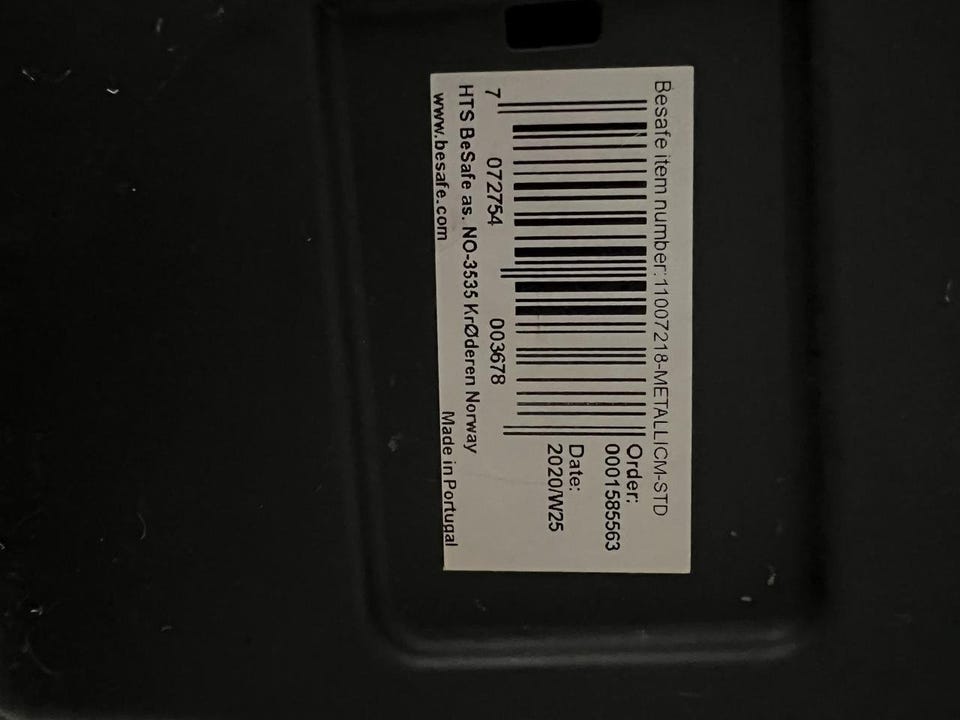 Besafe item number:11007218-METALLICM-STD
Order:
0001585563
Date:
2020/W25
7 072754 003678
HTS BeSafe as. NO-3535 KrØderen Norway
www.besafe.com
Made in Portugal